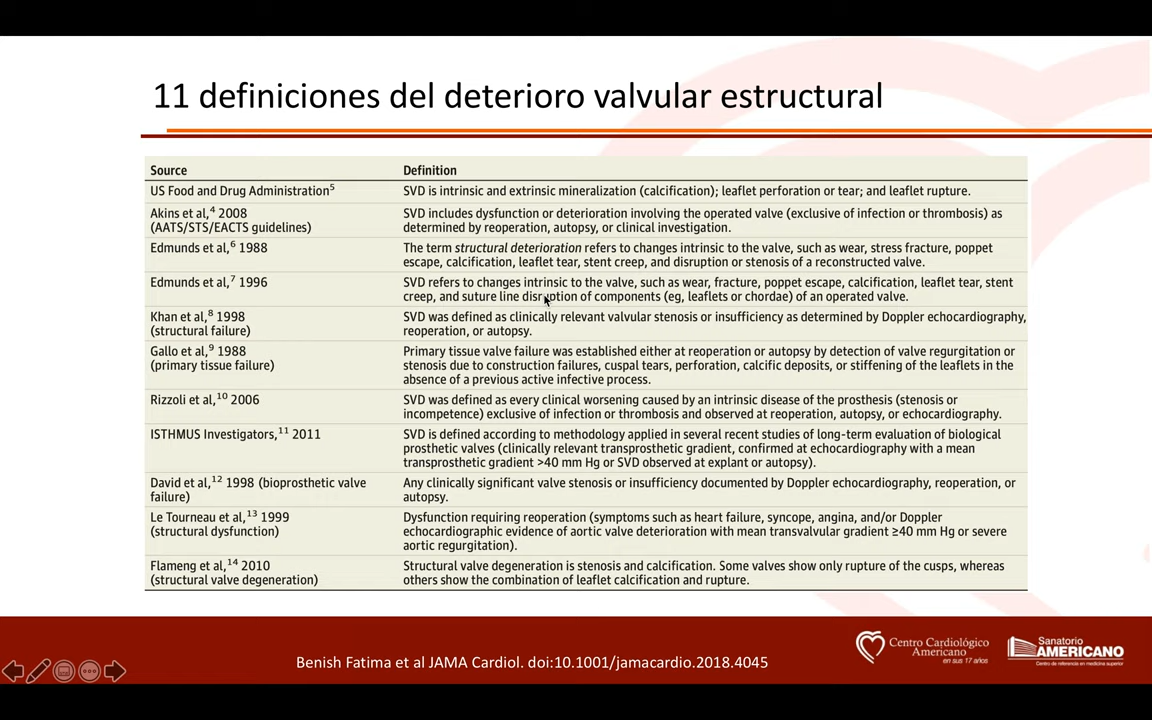 11 definiciones del deterioro valvular estructural
Source Definition
US Food and Drug Administration5 SVD is intrinsic and extrinsic mineralization (calcification); leaflet perforation or tear; and leaflet rupture.
Akins et al,4 2008
(AATS/STS/EACTS guidelines)
SVD includes dysfunction or deterioration involving the operated valve (exclusive of infection or thrombosis) as
determined by reoperation, autopsy, or clinical investigation.
Edmunds et al,6 1988
The term structural deterioration refers to changes intrinsic to the valve, such as wear, stress fracture, poppet
escape, calcification, leaflet tear, stent creep, and disruption or stenosis of a reconstructed valve.
Edmunds et al,7 1996
SVD refers to changes intrinsic to the valve, such as wear, fracture, poppet escape, calcification, leaflet tear, stent
creep, and suture line disruption of components (eg, leaflets or chordae) of an operated valve.
Khan et al,8 1998
(structural failure)
SVD was defined as clinically relevant valvular stenosis or insufficiency as determined by Doppler echocardiography,
reoperation, or autopsy.
Gallo et al,9 1988
(primary tissue failure)
Primary tissue valve failure was established either at reoperation or autopsy by detection of valve regurgitation or
stenosis due to construction failures, cuspal tears, perforation, calcific deposits, or stiffening of the leaflets in the
absence of a previous active infective process.
Rizzoli et al,10 2006
SVD was defined as every clinical worsening caused by an intrinsic disease of the prosthesis (stenosis or
incompetence) exclusive of infection or thrombosis and observed at reoperation, autopsy, or echocardiography.
ISTHMUS Investigators,11 2011
SVD is defined according to methodology applied in several recent studies of long-term evaluation of biological
prosthetic valves (clinically relevant transprosthetic gradient, confirmed at echocardiography with a mean
transprosthetic gradient >40 mm Hg or SVD observed at explant or autopsy).
David et al,12 1998 (bioprosthetic valve
failure)
Any clinically significant valve stenosis or insufficiency documented by Doppler echocardiography, reoperation, or
autopsy.
Le Tourneau et al,13 1999
(structural dysfunction)
Dysfunction requiring reoperation (symptoms such as heart failure, syncope, angina, and/or Doppler
echocardiographic evidence of aortic valve deterioration with mean transvalvular gradient ≥40 mm Hg or severe
aortic regurgitation).
Flameng et al,14 2010
(structural valve degeneration)
Structural valve degeneration is stenosis and calcification. Some valves show only rupture of the cusps, whereas
others show the combination of leaflet calcification and rupture.
Benish Fatima et al JAMA Cardiol. doi:10.1001/jamacardio.2018.4045
Centro Cardiológico
Americano
en sus 17 años
Sanatorio
AMERICANO
Centro de referencia en medicina superior